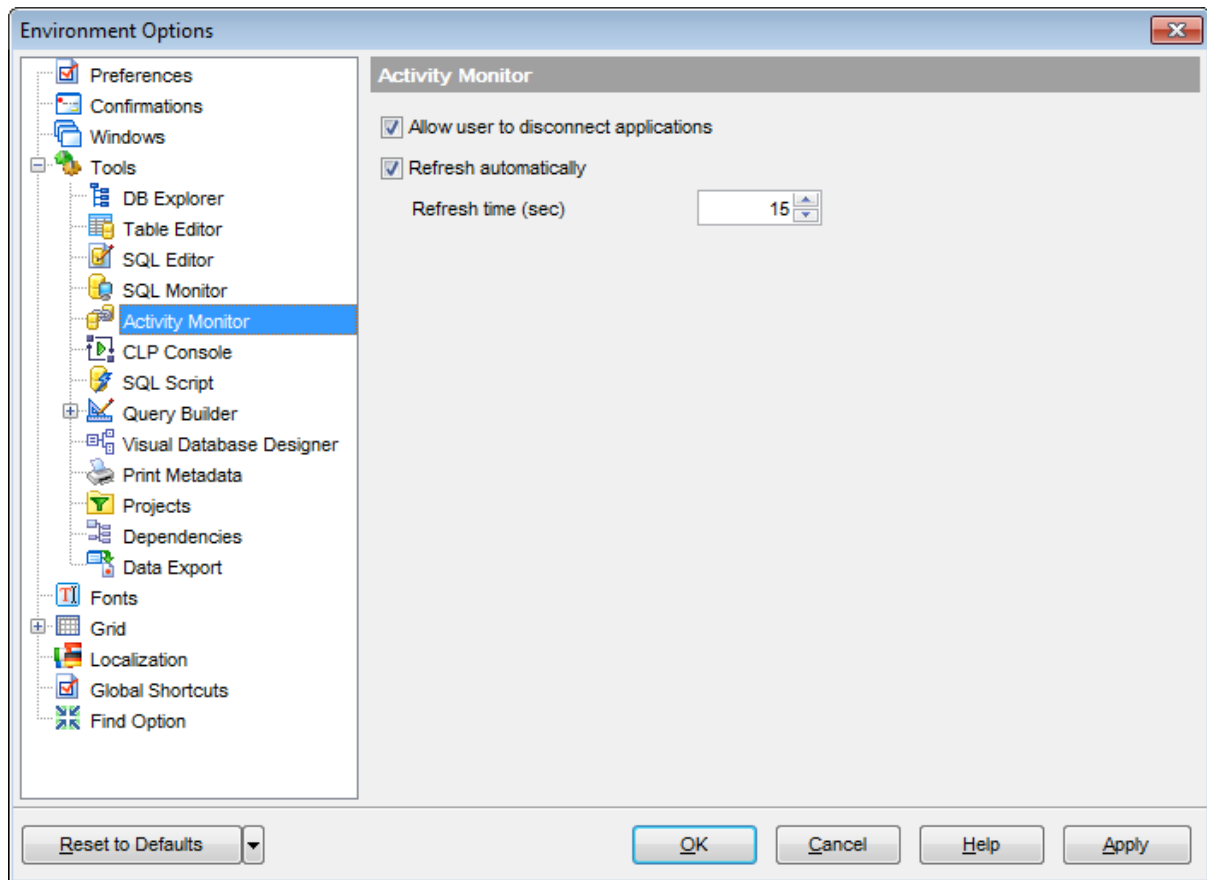 Environment Options
Preferences
Confirmations
Windows
Tools
DB Explorer
Table Editor
SQL Editor
SQL Monitor
Activity Monitor
CLP Console
SQL Script
Query Builder
Visual Database Designer
Print Metadata
Projects
Dependencies
Data Export
Fonts
Grid
Localization
Global Shortcuts
Find Option
Activity Monitor
Allow user to disconnect applications
Refresh automatically
Refresh time (sec) 15
Reset to Defaults OK Cancel Help Apply